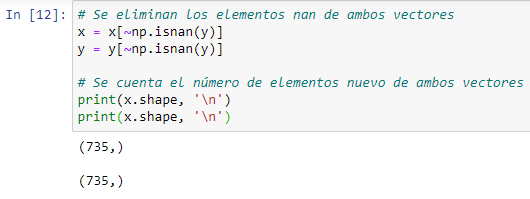 In [12]: # Se eliminan los elementos nan de ambos vectores
x = x[~np.isnan(y)]
y = y[~np.isnan(y)]
# Se cuenta el número de elementos nuevo de ambos vectores
print(x.shape, '\n')
print(x.shape, '\n')
(735,)
(735,)